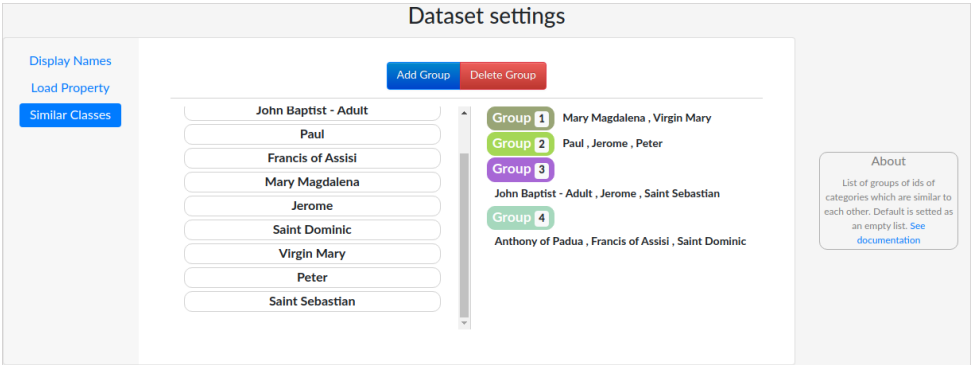 Dataset settings
Display Names
Load Property
Similar Classes
Add Group
Delete Group
John Baptist - Adult
Paul
Francis of Assisi
Mary Magdalena
Jerome
Saint Dominic
Virgin Mary
Peter
Saint Sebastian
Group 1 Mary Magdalena , Virgin Mary
Group 2 Paul , Jerome , Peter
Group 3
John Baptist - Adult , Jerome , Saint Sebastian
Group 4
Anthony of Padua , Francis of Assisi , Saint Dominic
About
List of groups of ids of
categories which are similar to
each other. Default is setted as
an empty list. See
documentation